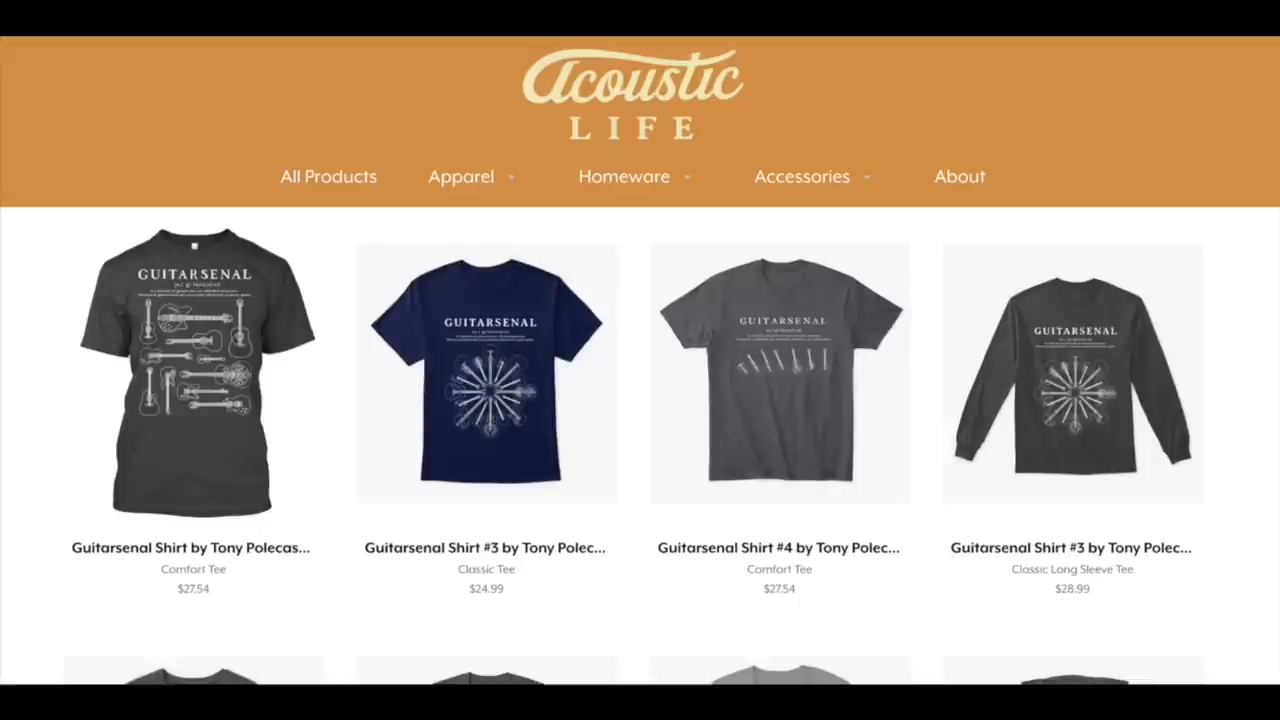 Acoustic
LIFE
All Products
Apparel
Homeware
Accessories
About
GUITARSENAL
GUITARSENAL
GUITARSENAL
GUITARSENAL
Guitarsenal Shirt by Tony Polecas...
Comfort Tee
$27.54
Guitarsenal Shirt #3 by Tony Polec...
Classic Tee
$24.99
Guitarsenal Shirt #4 by Tony Polec...
Comfort Tee
$27.54
Guitarsenal Shirt #3 by Tony Polec...
Classic Long Sleeve Tee
$28.99